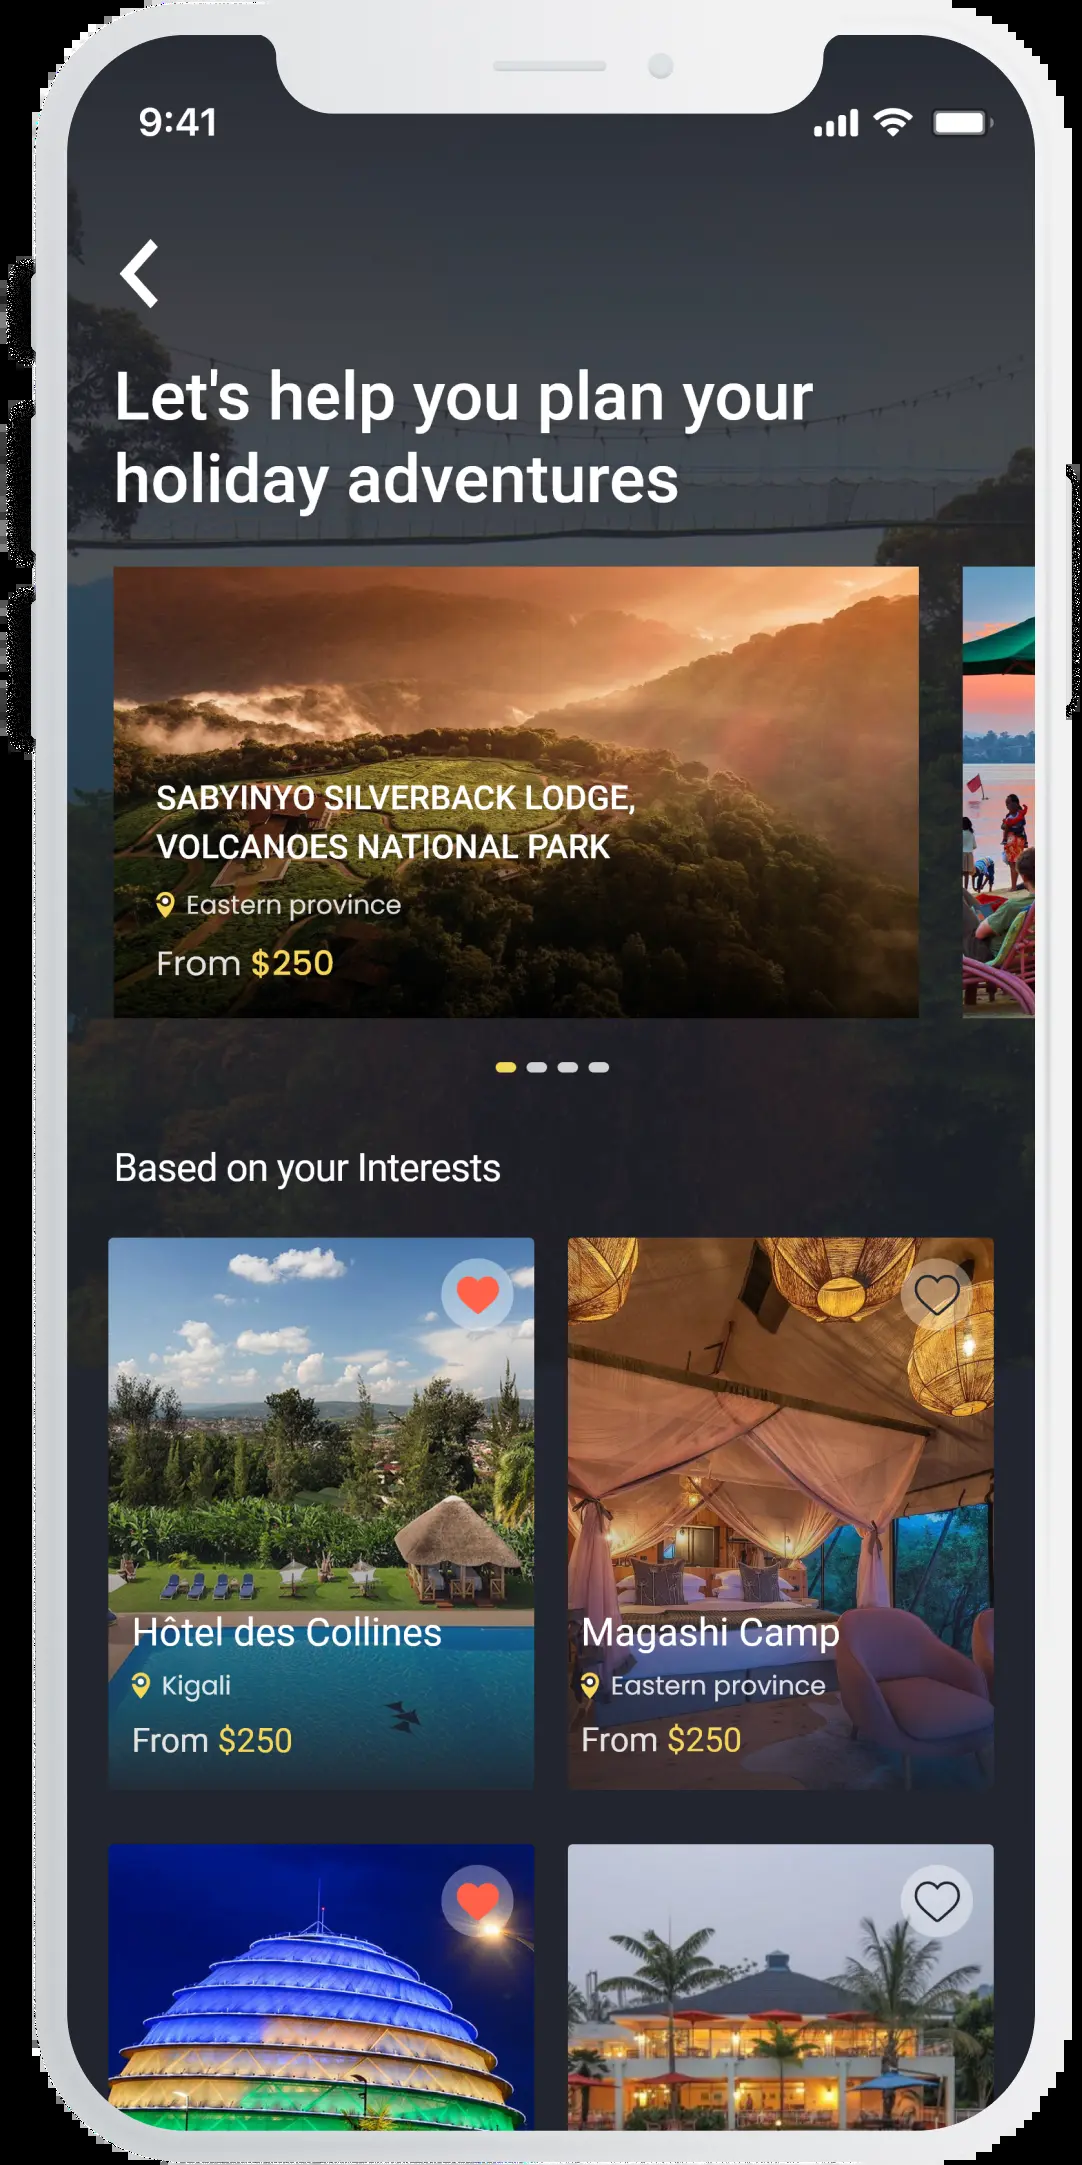 9:41
Let's help you plan your
holiday adventures
SABYINYO SILVERBACK LODGE,
VOLCANOES NATIONAL PARK
Eastern province
From $250
Based on your Interests
Hôtel des Collines
Kigali
From $250
Magashi Camp
Eastern province
From $250